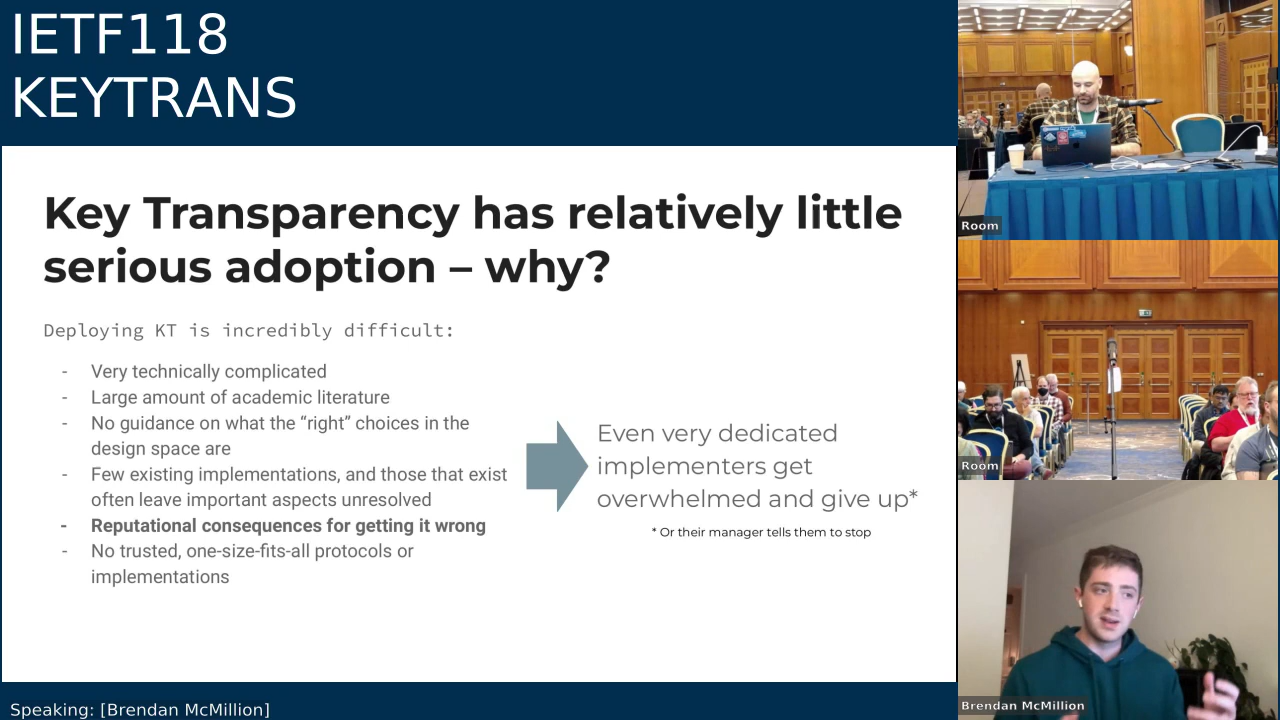 IETF118
KEYTRANS
Key Transparency has relatively little
serious adoption – why?
Deploying KT is incredibly difficult:
- Very technically complicated
- Large amount of academic literature
- No guidance on what the “right” choices in the
design space are
- Few existing implementations, and those that exist
often leave important aspects unresolved
- Reputational consequences for getting it wrong
- No trusted, one-size-fits-all protocols or
implementations
Even very dedicated
implementers get
overwhelmed and give up*
* Or their manager tells them to stop
Room
Room
Brendan McMillion
Speaking: [Brendan McMillion]